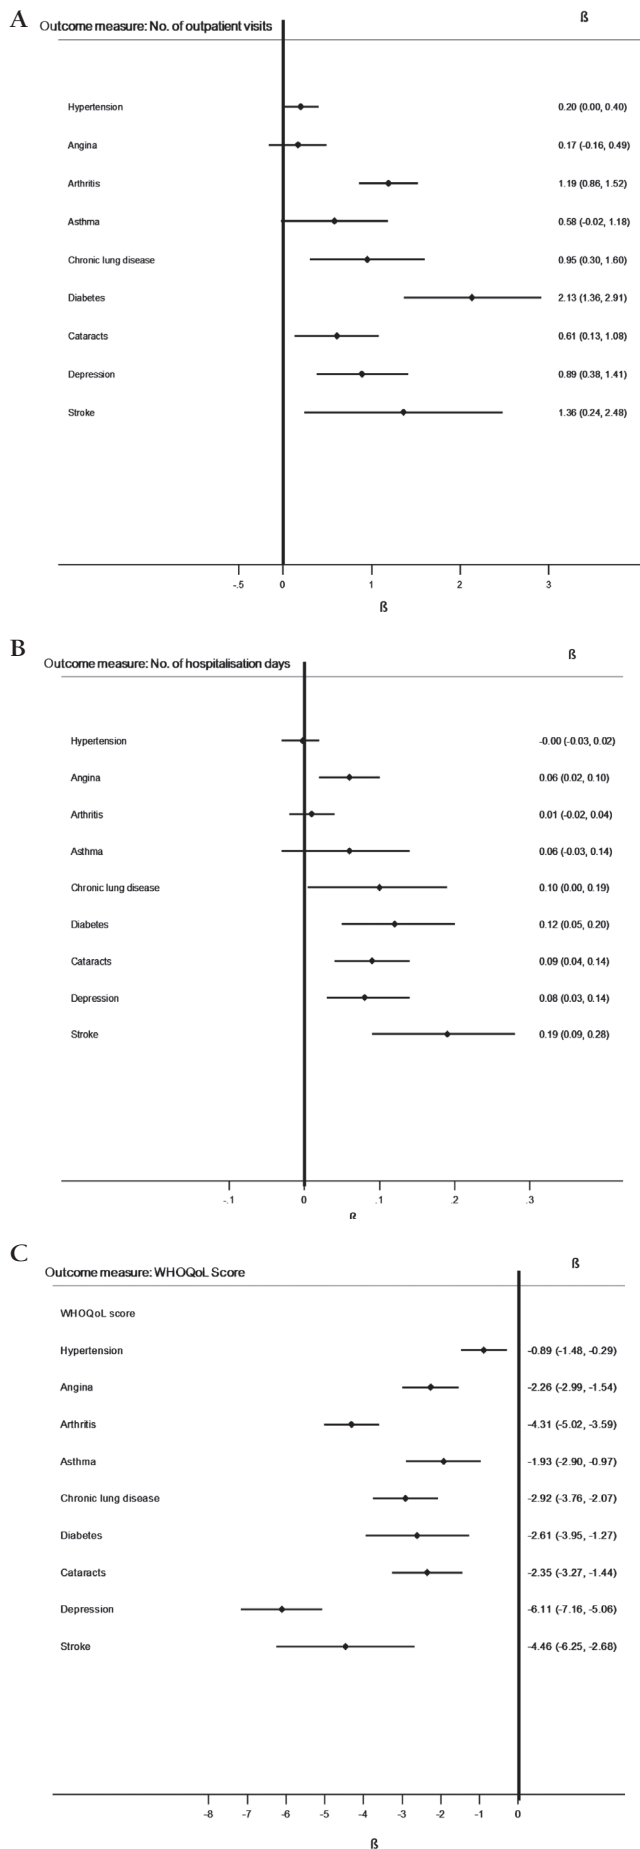 A
Outcome measure: No. of outpatient visits ß
Hypertension 0.20 (0.00, 0.40)
Angina 0.17 (-0.16, 0.49)
Arthritis 1.19 (0.86, 1.52)
Asthma 0.58 (-0.02, 1.18)
Chronic lung disease 0.95 (0.30, 1.60)
Diabetes 2.13 (1.36, 2.91)
Cataracts 0.61 (0.13, 1.08)
Depression 0.89 (0.38, 1.41)
Stroke 1.36 (0.24, 2.48)
-.5 0 1 2 3
ß
B
Outcome measure: No. of hospitalisation days ß
Hypertension -0.00 (-0.03, 0.02)
Angina 0.06 (0.02, 0.10)
Arthritis 0.01 (-0.02, 0.04)
Asthma 0.06 (-0.03, 0.14)
Chronic lung disease 0.10 (0.00, 0.19)
Diabetes 0.12 (0.05, 0.20)
Cataracts 0.09 (0.04, 0.14)
Depression 0.08 (0.03, 0.14)
Stroke 0.19 (0.09, 0.28)
-.1 0 .1 .2 .3
ß
C
Outcome measure: WHOQoL Score ß
WHOQoL score
Hypertension -0.89 (-1.48, -0.29)
Angina -2.26 (-2.99, -1.54)
Arthritis -4.31 (-5.02, -3.59)
Asthma -1.93 (-2.90, -0.97)
Chronic lung disease -2.92 (-3.76, -2.07)
Diabetes -2.61 (-3.95, -1.27)
Cataracts -2.35 (-3.27, -1.44)
Depression -6.11 (-7.16, -5.06)
Stroke -4.46 (-6.25, -2.68)
-8 -7 -6 -5 -4 -3 -2 -1 0
ß